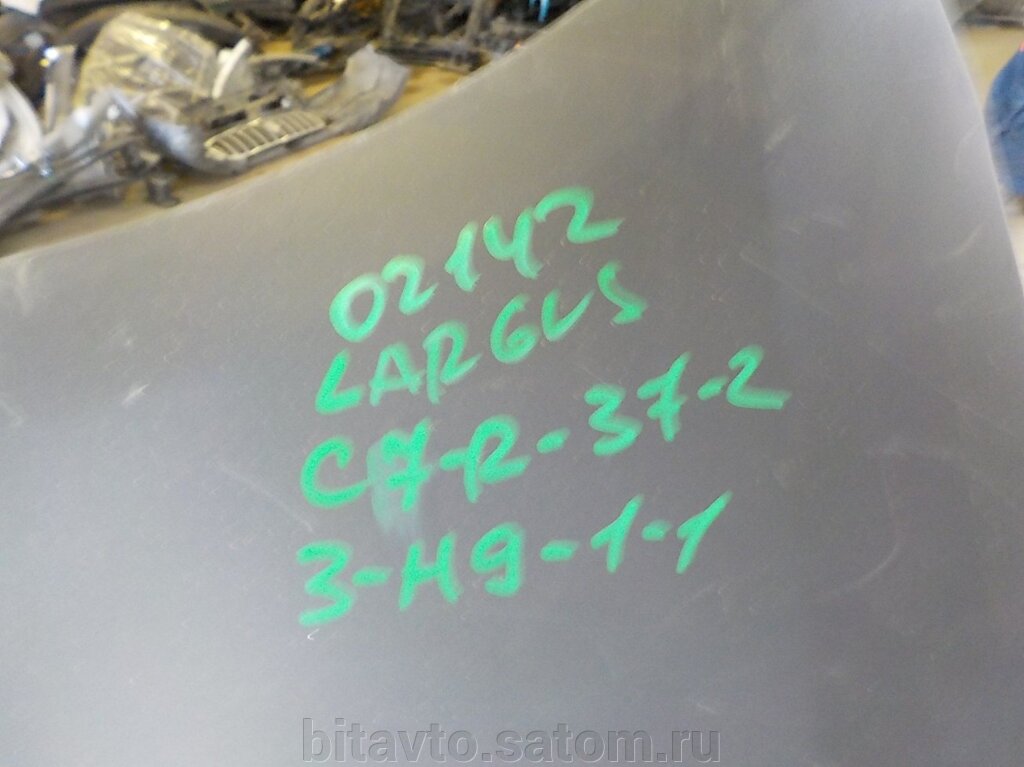 02142
LARGUS
C7-R-37-2
3-H9-1-1
bitavto.satom.ru